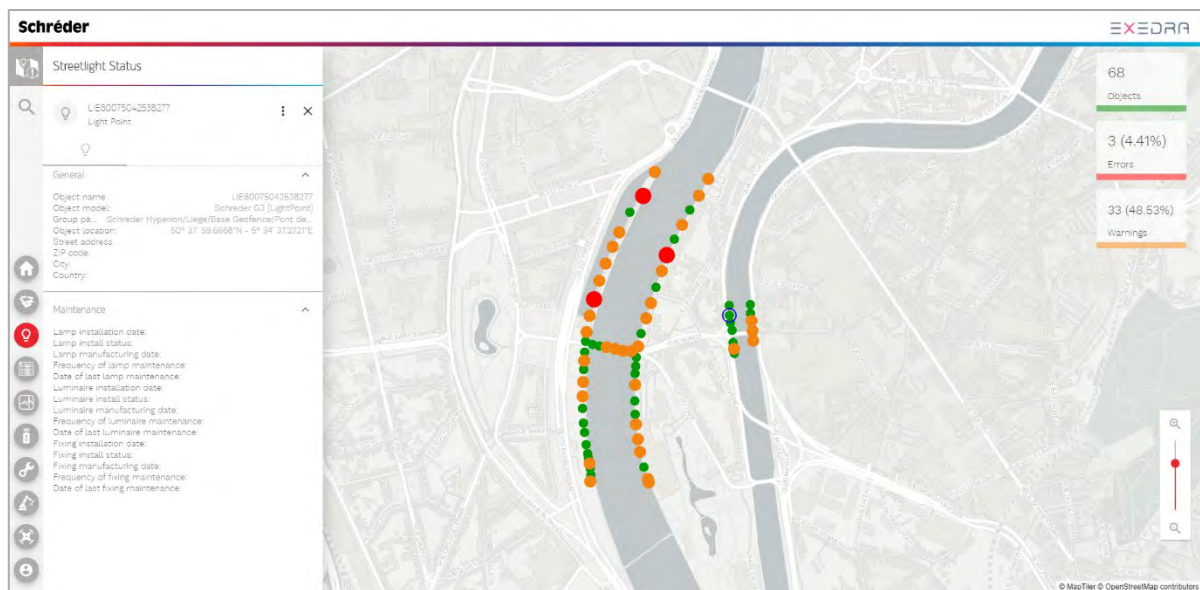 Schréder
EXEDRA
Streetlight Status
LIE80075042538277
Light Point
General
Object name: LIE80075042538277
Object model: Schreder G3 [LightPoint]
Group pa... Schreder Hyperion/Liege/Base Geofence/Pont de...
Object location: 50° 37' 59.6668"N - 5° 34' 37.2721"E
Street address:
ZIP code:
City:
Country:
Maintenance
Lamp installation date:
Lamp install status:
Lamp manufacturing date:
Frequency of lamp maintenance:
Date of last lamp maintenance:
Luminaire installation date:
Luminaire install status:
Luminaire manufacturing date:
Frequency of luminaire maintenance:
Date of last luminaire maintenance:
Fixing installation date:
Fixing install status:
Fixing manufacturing date:
Frequency of fixing maintenance:
Date of last fixing maintenance:
68
Objects
3 (4.41%)
Errors
33 (48.53%)
Warnings
© MapTiler © OpenStreetMap contributors